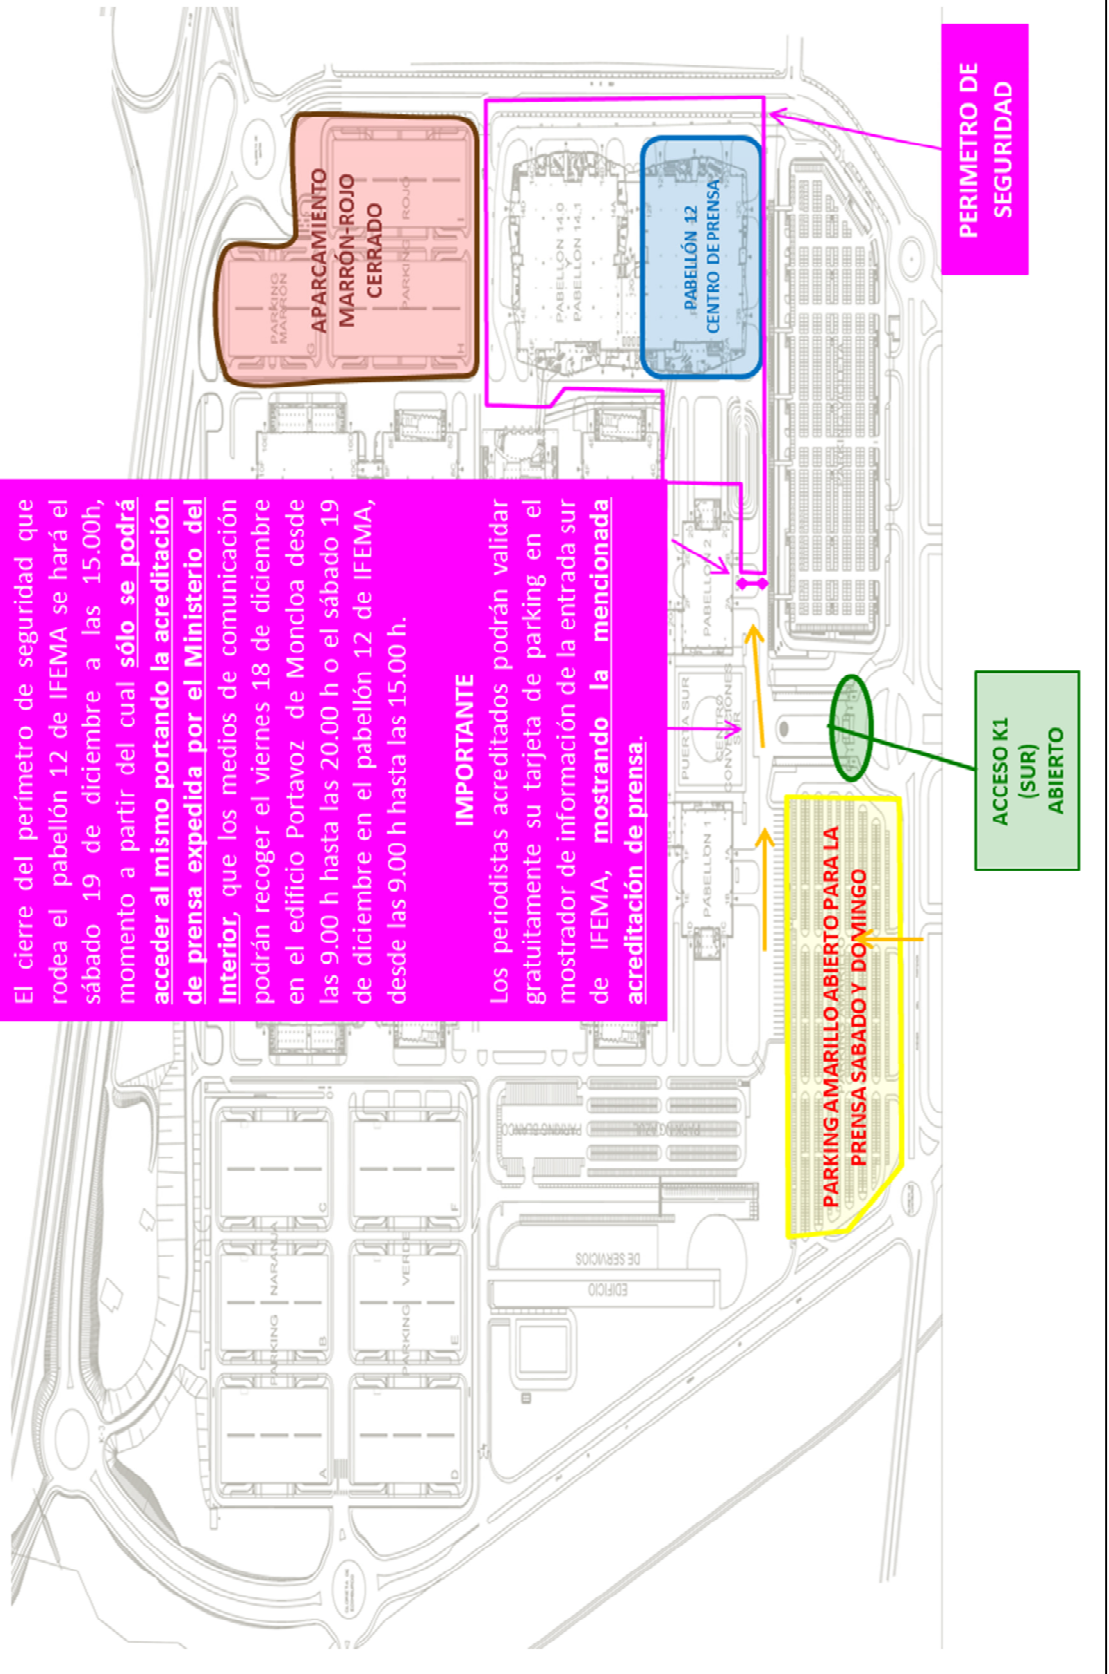 El cierre del perímetro de seguridad que
rodea el pabellón 12 de IFEMA se hará el
sábado 19 de diciembre a las 15.00h,
momento a partir del cual sólo se podrá
acceder al mismo portando la acreditación
de prensa expedida por el Ministerio del
Interior, que los medios de comunicación
podrán recoger el viernes 18 de diciembre
en el edificio Portavoz de Moncloa desde
las 9.00 h hasta las 20.00 h o el sábado 19
de diciembre en el pabellón 12 de IFEMA,
desde las 9.00 h hasta las 15.00 h.
IMPORTANTE
Los periodistas acreditados podrán validar
gratuitamente su tarjeta de parking en el
mostrador de información de la entrada sur
de IFEMA, mostrando la mencionada
acreditación de prensa.
APARCAMIENTO
MARRÓN-ROJO
CERRADO
PARKING
MARRÓN
PARKING ROJO
G
H
I
PABELLÓN 14.0
Y
PABELLÓN 14.1
PABELLÓN 12
CENTRO DE PRENSA
PERIMETRO DE
SEGURIDAD
PABELLÓN 2
PUERTA SUR
CENTRO
CONVENCIONES
SUR
PABELLÓN 1
ACCESO K1
(SUR)
ABIERTO
PARKING AMARILLO ABIERTO PARA LA
PRENSA SABADO Y DOMINGO
PARKING NARANJA
A
B
C
PARKING VERDE
D
E
F
PARKING BLANCO
PARKING AZUL
EDIFICIO
DE SERVICIOS